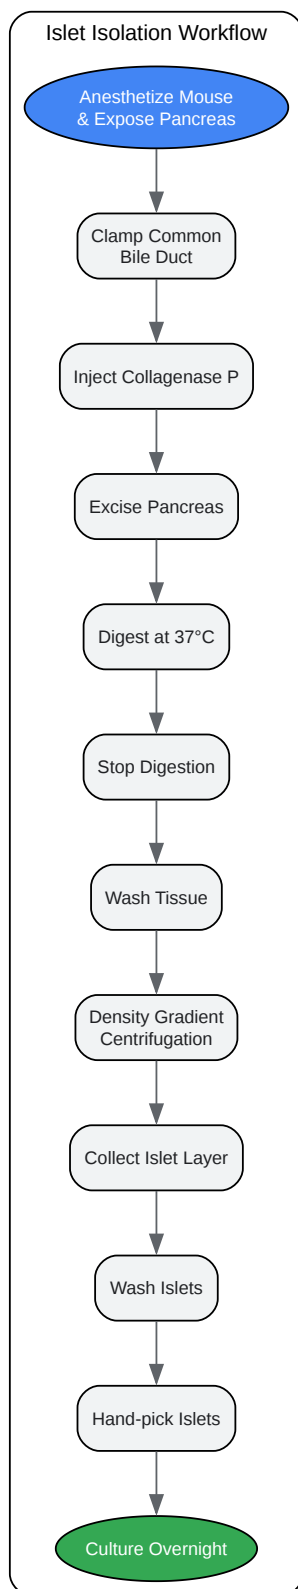 Islet Isolation Workflow
Anesthetize Mouse
& Expose Pancreas
Clamp Common
Bile Duct
Inject Collagenase P
Excise Pancreas
Digest at 37°C
Stop Digestion
Wash Tissue
Density Gradient
Centrifugation
Collect Islet Layer
Wash Islets
Hand-pick Islets
Culture Overnight